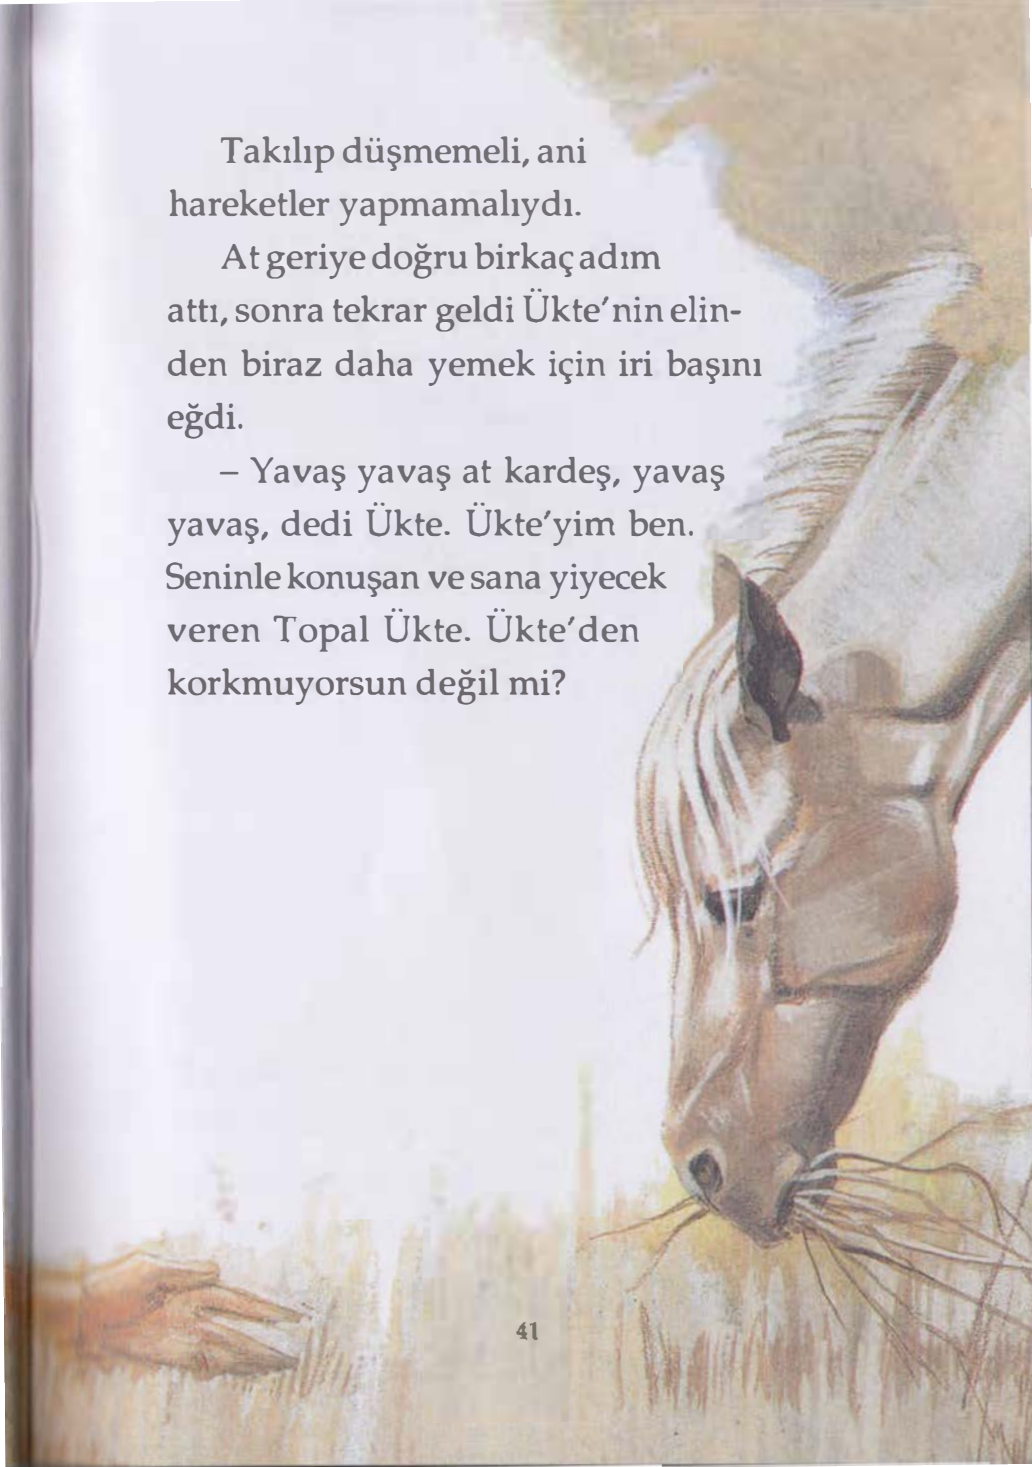 Takılıp düşmemeli, ani
hareketler yapmamalıydı.
At geriye doğru birkaç adım
attı, sonra tekrar geldi Ükte'nin elin-
den biraz daha yemek için iri başını
eğdi.
– Yavaş yavaş at kardeş, yavaş
yavaş, dedi Ükte. Ükte'yim ben.
Seninle konuşan ve sana yiyecek
veren Topal Ükte. Ükte'den
korkmuyorsun değil mi?
41